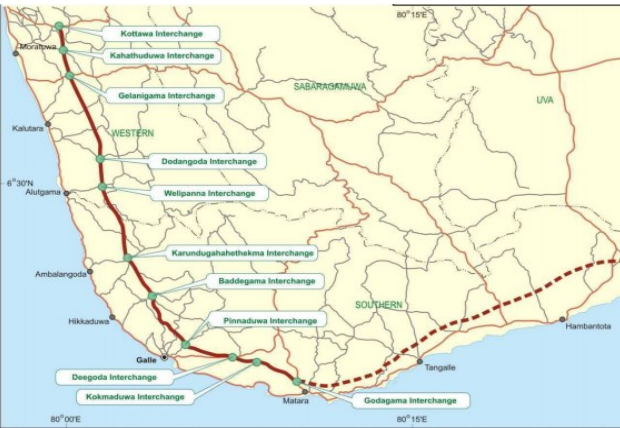 80°15'E
Kottawa Interchange
Moratuwa
Kahathuduwa Interchange
Gelanigama Interchange
SABARAGAMUWA
UVA
Kalutara
WESTERN
Dodangoda Interchange
6°30'N
Alutgama
Welipanna Interchange
Karundugahahethekma Interchange
Ambalangoda
Baddegama Interchange
SOUTHERN
Hikkaduwa
Pinnaduwa Interchange
Hambantota
Galle
Tangalle
Deegoda Interchange
Kokmaduwa Interchange
Matara
Godagama Interchange
80°00'E
80°15'E